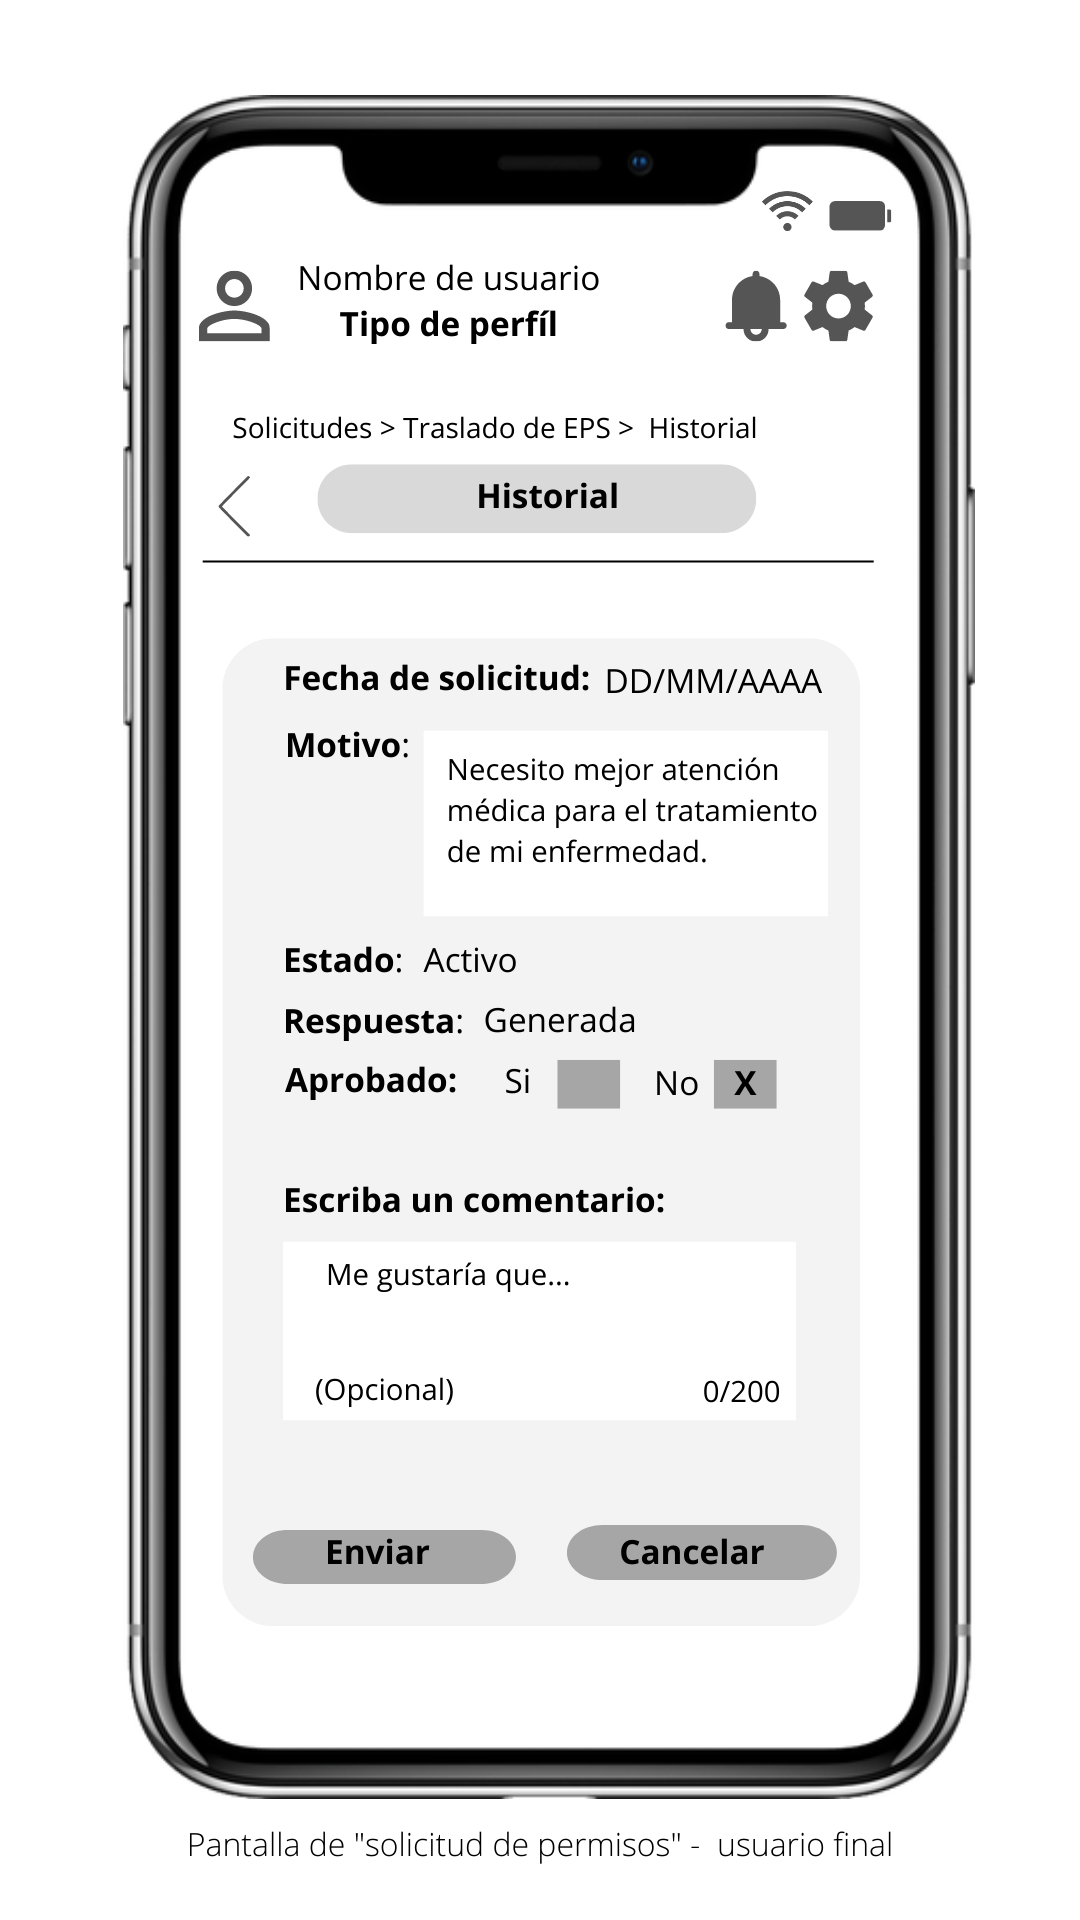 Nombre de usuario
Tipo de perfíl
Solicitudes > Traslado de EPS > Historial
Historial
Fecha de solicitud: DD/MM/AAAA
Motivo: Necesito mejor atención
médica para el tratamiento
de mi enfermedad.
Estado: Activo
Respuesta: Generada
Aprobado: Si No X
Escriba un comentario:
Me gustaría que...
(Opcional) 0/200
Enviar Cancelar
Pantalla de "solicitud de permisos" - usuario final